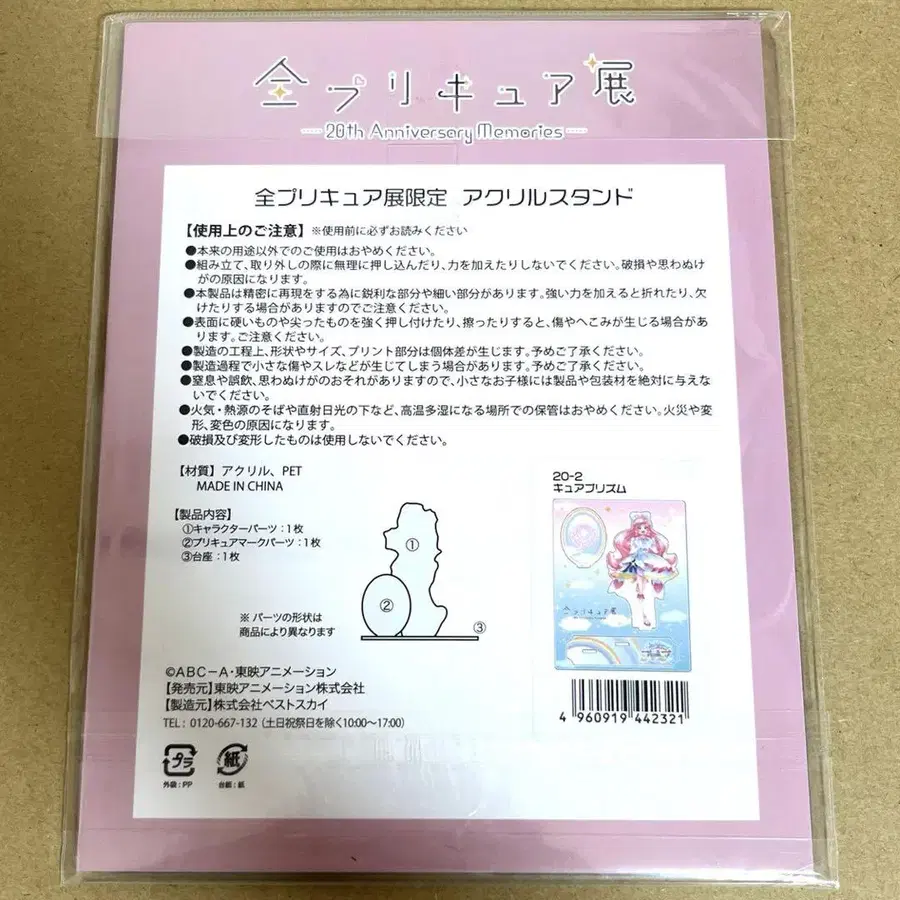 全プリキュア展
20th Anniversary Memories
全プリキュア展限定 アクリルスタンド
【使用上のご注意】 ※使用前に必ずお読みください
●本来の用途以外でのご使用はおやめください。
●組み立て、取り外しの際に無理に押し込んだり、力を加えたりしないでください。破損や思わぬけ
がの原因になります。
●本製品は精密に再現をする為に鋭利な部分や細い部分があります。強い力を加えると折れたり、欠
けたりする場合がありますのでご注意ください。
●表面に硬いものや尖ったものを強く押し付けたり、擦ったりすると、傷やへこみが生じる場合があ
ります。ご注意ください。
●製造の工程上、形状やサイズ、プリント部分は個体差が生じます。予めご了承ください。
●製造過程で小さな傷やスレなどが生じてしまう場合があります。予めご了承ください。
●窒息や誤飲、思わぬけがのおそれがありますので、小さなお子様には製品や包装材を絶対に与えな
いでください。
●火気・熱源のそばや直射日光の下など、高温多湿になる場所での保管はおやめください。火災や変
形、変色の原因になります。
●破損及び変形したものは使用しないでください。
【材質】 アクリル、PET
MADE IN CHINA
【製品内容】
①キャラクターパーツ：1枚
②プリキュアマークパーツ：1枚
③台座：1枚
①
②
③
※ パーツの形状は
商品により異なります
20-2
キュアプリズム
全プリキュア展
4 960919 442321
©ABC－A・東映アニメーション
【発売元】東映アニメーション株式会社
【製造元】株式会社ベストスカイ
TEL： 0120-667-132 （土日祝祭日を除く10:00～17:00）
プラ
紙
外袋：PP
台紙：紙